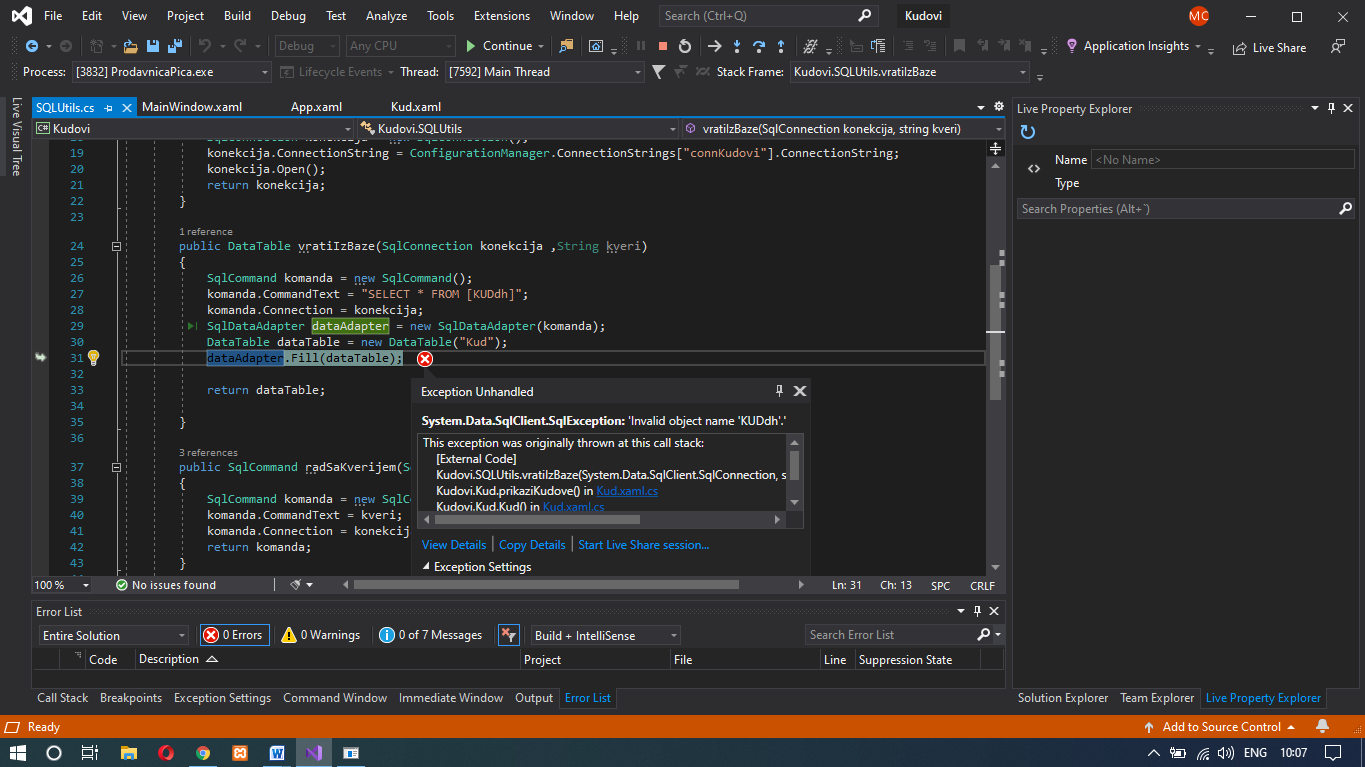 File Edit View Project Build Debug Test Analyze Tools Extensions Window Help Search (Ctrl+Q) Kudovi MC
Debug Any CPU Continue Application Insights Live Share
Process: [3832] ProdavnicaPica.exe Lifecycle Events Thread: [7592] Main Thread Stack Frame: Kudovi.SQLUtils.vratiIzBaze
Live Visual Tree
SQLUtils.cs MainWindow.xaml App.xaml Kud.xaml
Kudovi Kudovi.SQLUtils vratiIzBaze(SqlConnection konekcija, string kveri)
19 konekcija.ConnectionString = ConfigurationManager.ConnectionStrings["connKudovi"].ConnectionString;
20 konekcija.Open();
21 return konekcija;
22 }
23
1 reference
24 public DataTable vratiIzBaze(SqlConnection konekcija ,String kveri)
25 {
26 SqlCommand komanda = new SqlCommand();
27 komanda.CommandText = "SELECT * FROM [KUDdh]";
28 komanda.Connection = konekcija;
29 SqlDataAdapter dataAdapter = new SqlDataAdapter(komanda);
30 DataTable dataTable = new DataTable("Kud");
31 dataAdapter.Fill(dataTable);
32
33 return dataTable;
34
35 }
36
3 references
37 public SqlCommand radSaKverijem(S
38 {
39 SqlCommand komanda = new SqlCo
40 komanda.CommandText = kveri;
41 komanda.Connection = konekcij
42 return komanda;
43 }
Exception Unhandled
System.Data.SqlClient.SqlException: 'Invalid object name 'KUDdh'.'
This exception was originally thrown at this call stack:
[External Code]
Kudovi.SQLUtils.vratiIzBaze(System.Data.SqlClient.SqlConnection, s
Kudovi.Kud.prikaziKudove() in Kud.xaml.cs
Kudovi.Kud.Kud() in Kud.xaml.cs
View Details | Copy Details | Start Live Share session...
Exception Settings
100 % No issues found Ln: 31 Ch: 13 SPC CRLF
Error List
Entire Solution 0 Errors 0 Warnings 0 of 7 Messages Build + IntelliSense Search Error List
Code Description Project File Line Suppression State
Call Stack Breakpoints Exception Settings Command Window Immediate Window Output Error List
Live Property Explorer
Name <No Name>
Type
Search Properties (Alt+`)
Solution Explorer Team Explorer Live Property Explorer
Ready Add to Source Control
ENG 10:07